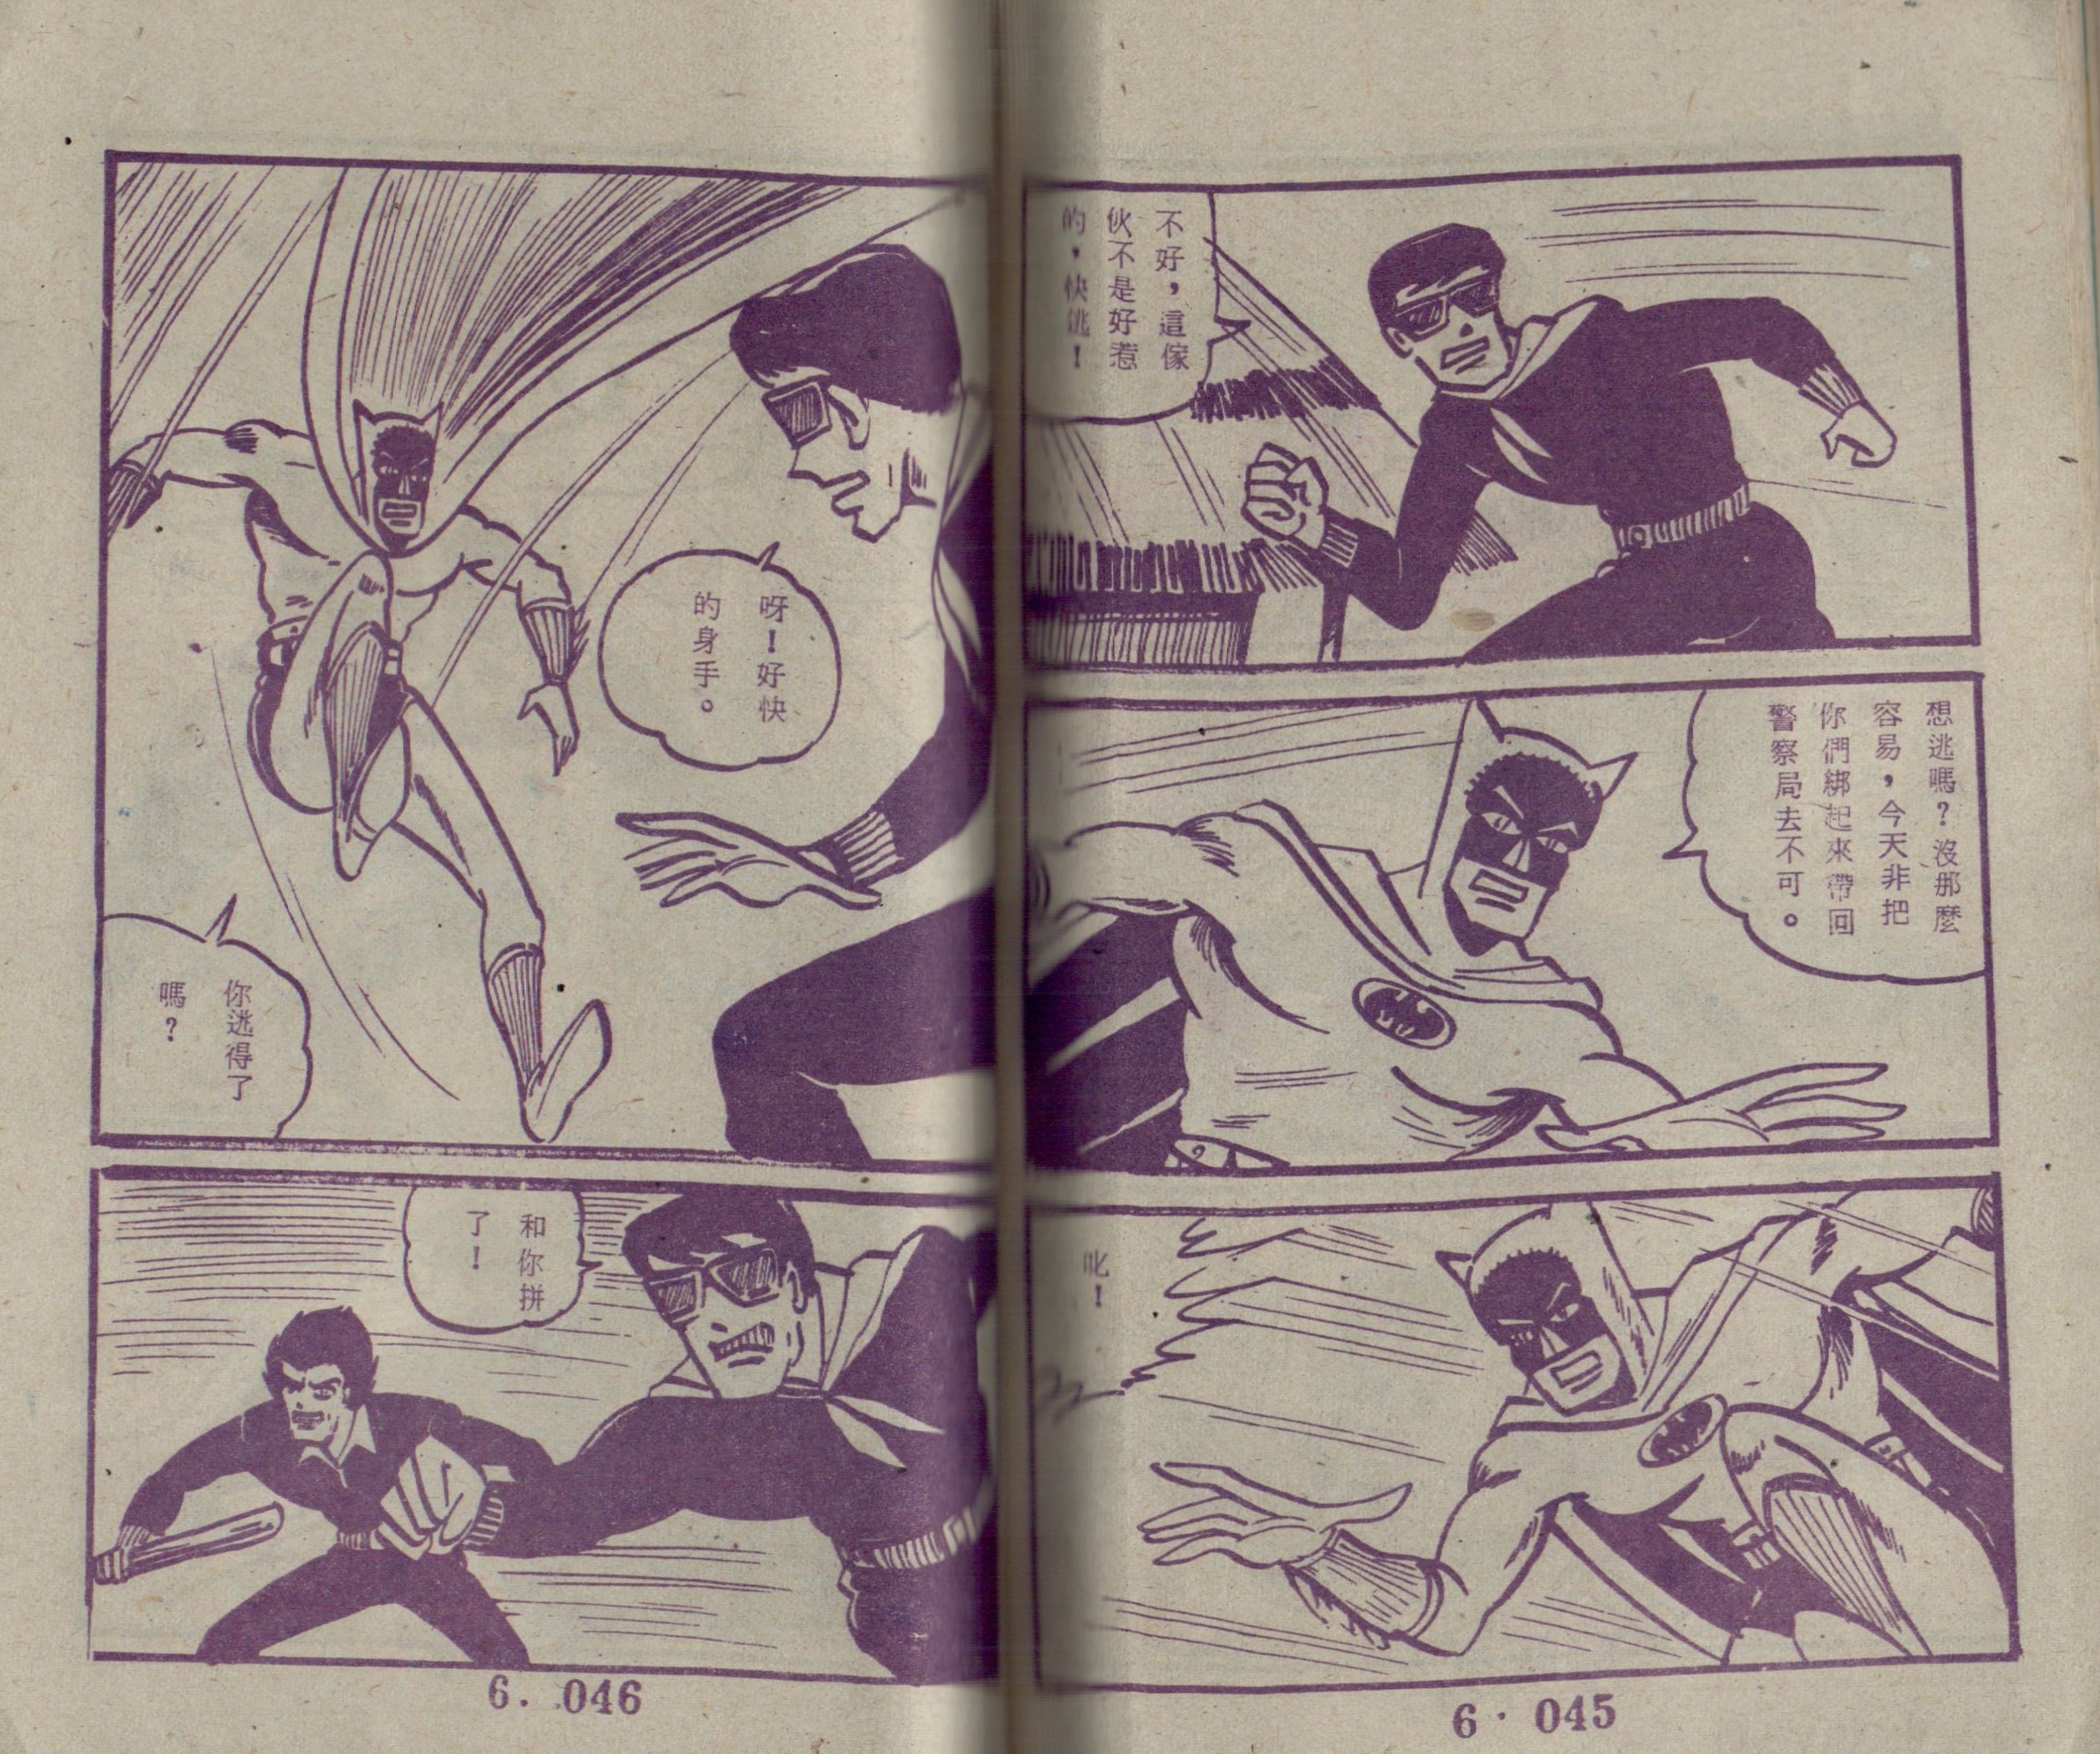 不好，這傢
伙不是好惹
的，快逃！
想逃嗎？沒那麼
容易，今天非把
你們綁起來帶回
警察局去不可。
叱！
6·045
呀！好快
的身手。
你逃得了
嗎？
和你拼
了！
6.046